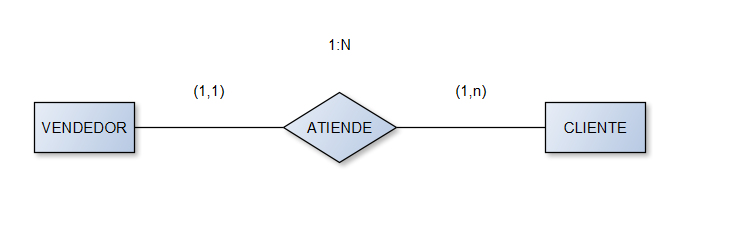 1:N
(1,1)
(1,n)
VENDEDOR
ATIENDE
CLIENTE